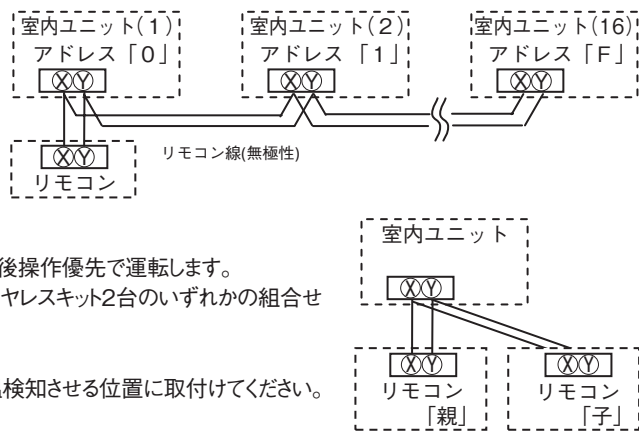 室内ユニット(1) 室内ユニット(2) 室内ユニット(16)
アドレス「0」 アドレス「1」 アドレス「F」
ⓍⓎ ⓍⓎ ⓍⓎ
ⓍⓎ
リモコン
リモコン線(無極性)
後操作優先で運転します。
ヤレスキット2台のいずれかの組合せ
検知させる位置に取付けてください。
室内ユニット
ⓍⓎ
ⓍⓎ ⓍⓎ
リモコン リモコン
「親」 「子」